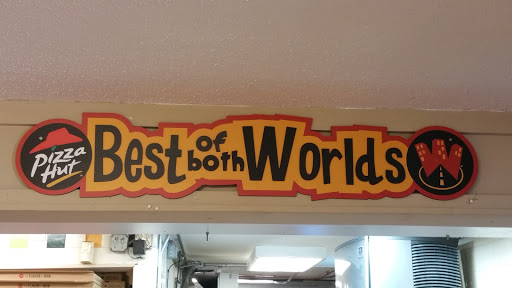 Pizza Hut
Best of both Worlds
W